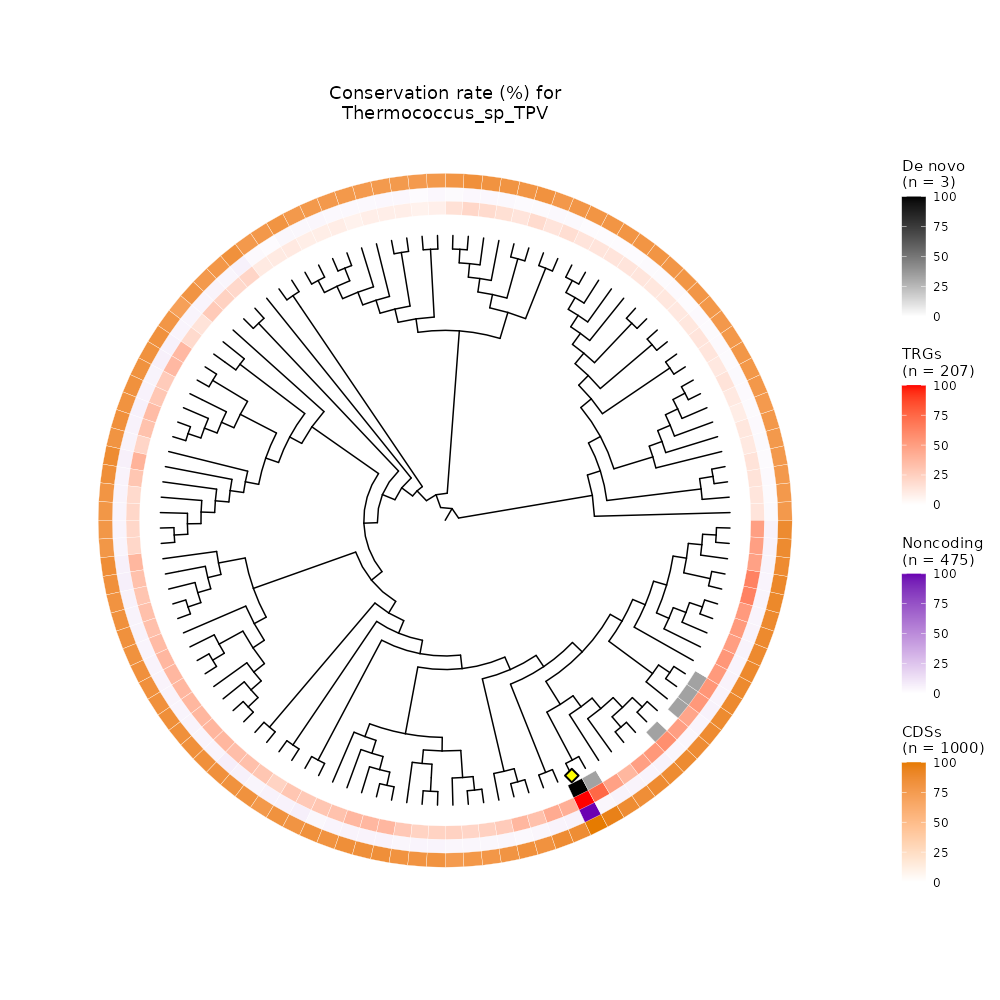 Conservation rate (%) for
Thermococcus_sp_TPV
De novo
(n = 3)
100
75
50
25
0
TRGs
(n = 207)
100
75
50
25
0
Noncoding
(n = 475)
100
75
50
25
0
CDSs
(n = 1000)
100
75
50
25
0